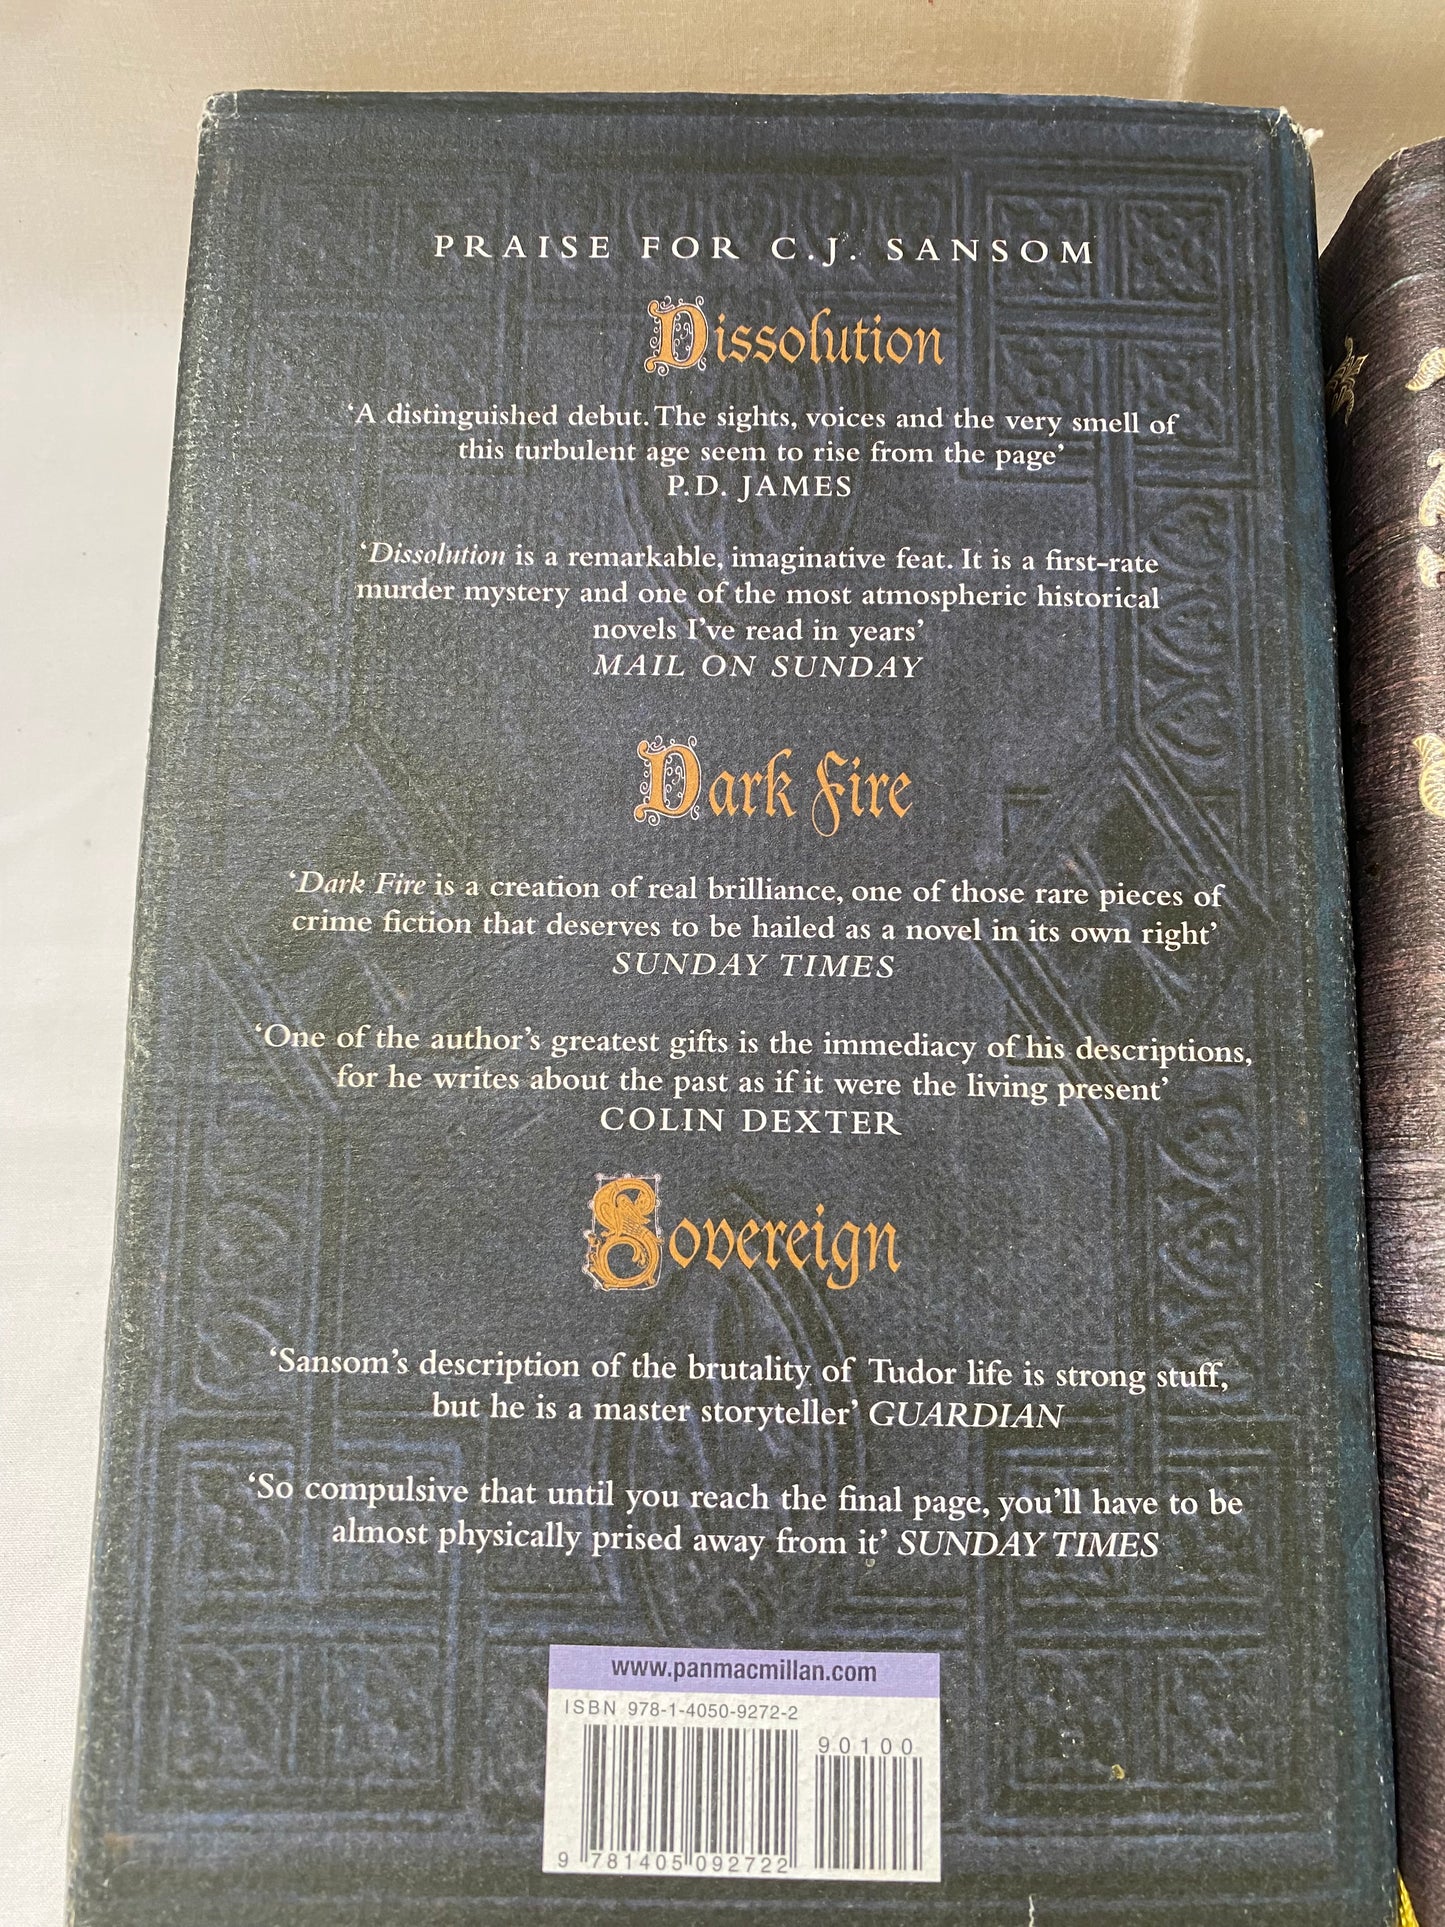 PRAISE FOR C.J. SANSOM
Dissolution
‘A distinguished debut. The sights, voices and the very smell of
this turbulent age seem to rise from the page’
P.D. JAMES
‘Dissolution is a remarkable, imaginative feat. It is a first-rate
murder mystery and one of the most atmospheric historical
novels I’ve read in years’
MAIL ON SUNDAY
Dark Fire
‘Dark Fire is a creation of real brilliance, one of those rare pieces of
crime fiction that deserves to be hailed as a novel in its own right’
SUNDAY TIMES
‘One of the author’s greatest gifts is the immediacy of his descriptions,
for he writes about the past as if it were the living present’
COLIN DEXTER
Sovereign
‘Sansom’s description of the brutality of Tudor life is strong stuff,
but he is a master storyteller’ GUARDIAN
‘So compulsive that until you reach the final page, you’ll have to be
almost physically prised away from it’ SUNDAY TIMES
www.panmacmillan.com
ISBN 978-1-4050-9272-2
90100
9 781405 092722